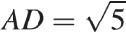 AD = √5